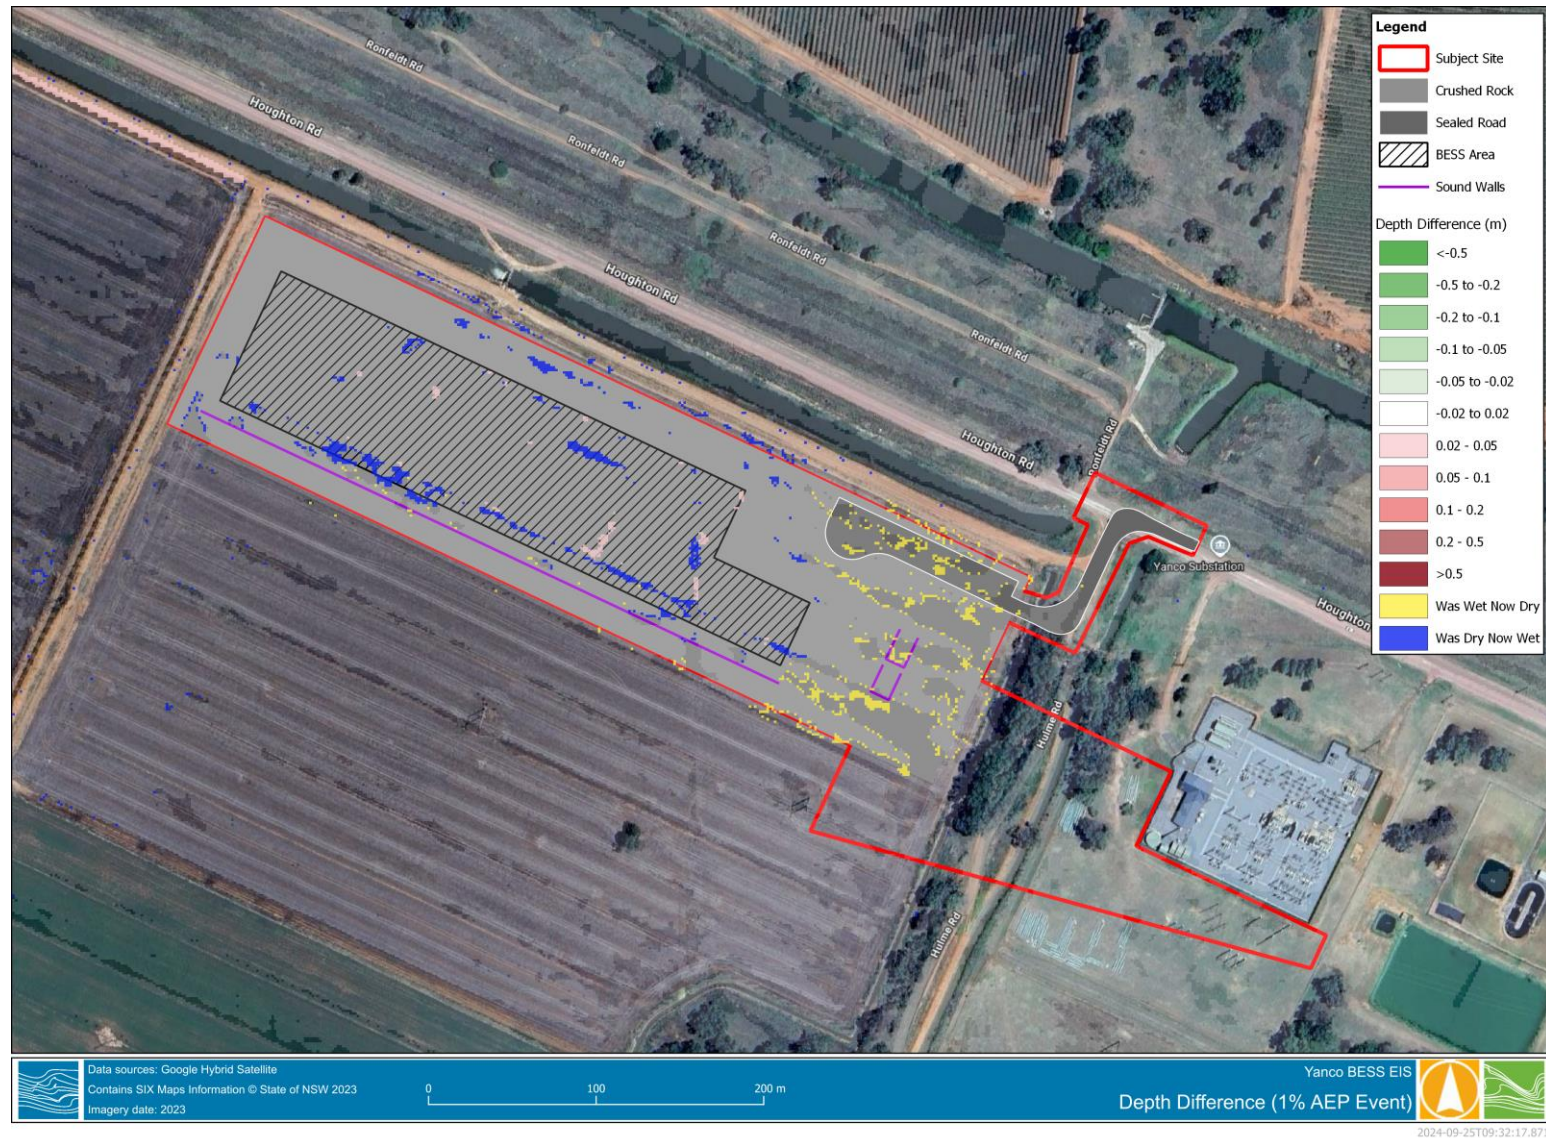 Ronfeldt Rd
Houghton Rd
Ronfeldt Rd
Ronfeldt Rd
Houghton Rd
Ronfeldt Rd
Houghton Rd
Ronfeldt Rd
Yanco Substation
Houghton
Hulme Rd
Hulme Rd
Legend
Subject Site
Crushed Rock
Sealed Road
BESS Area
Sound Walls
Depth Difference (m)
<-0.5
-0.5 to -0.2
-0.2 to -0.1
-0.1 to -0.05
-0.05 to -0.02
-0.02 to 0.02
0.02 - 0.05
0.05 - 0.1
0.1 - 0.2
0.2 - 0.5
>0.5
Was Wet Now Dry
Was Dry Now Wet
Data sources: Google Hybrid Satellite
Contains SIX Maps Information © State of NSW 2023
Imagery date: 2023
0 100 200 m
Yanco BESS EIS
Depth Difference (1% AEP Event)
2024-09-25T09:32:17.871